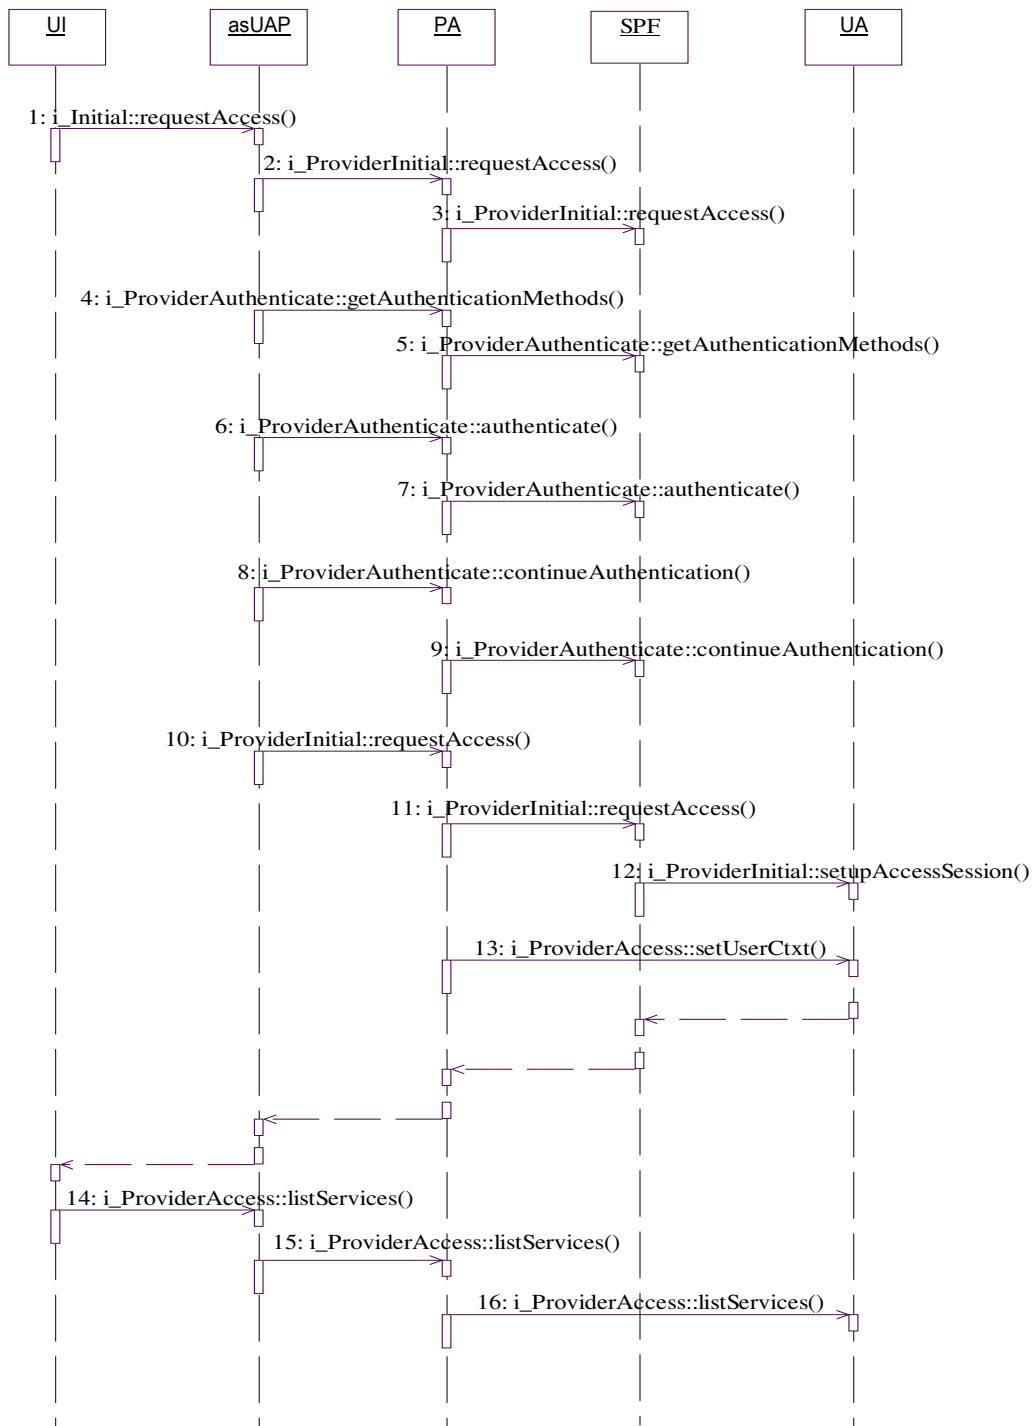 UI
asUAP
PA
SPF
UA
1: i_Initial::requestAccess()
2: i_ProviderInitial::requestAccess()
3: i_ProviderInitial::requestAccess()
4: i_ProviderAuthenticate::getAuthenticationMethods()
5: i_ProviderAuthenticate::getAuthenticationMethods()
6: i_ProviderAuthenticate::authenticate()
7: i_ProviderAuthenticate::authenticate()
8: i_ProviderAuthenticate::continueAuthentication()
9: i_ProviderAuthenticate::continueAuthentication()
10: i_ProviderInitial::requestAccess()
11: i_ProviderInitial::requestAccess()
12: i_ProviderInitial::setupAccessSession()
13: i_ProviderAccess::setUserCtxt()
14: i_ProviderAccess::listServices()
15: i_ProviderAccess::listServices()
16: i_ProviderAccess::listServices()